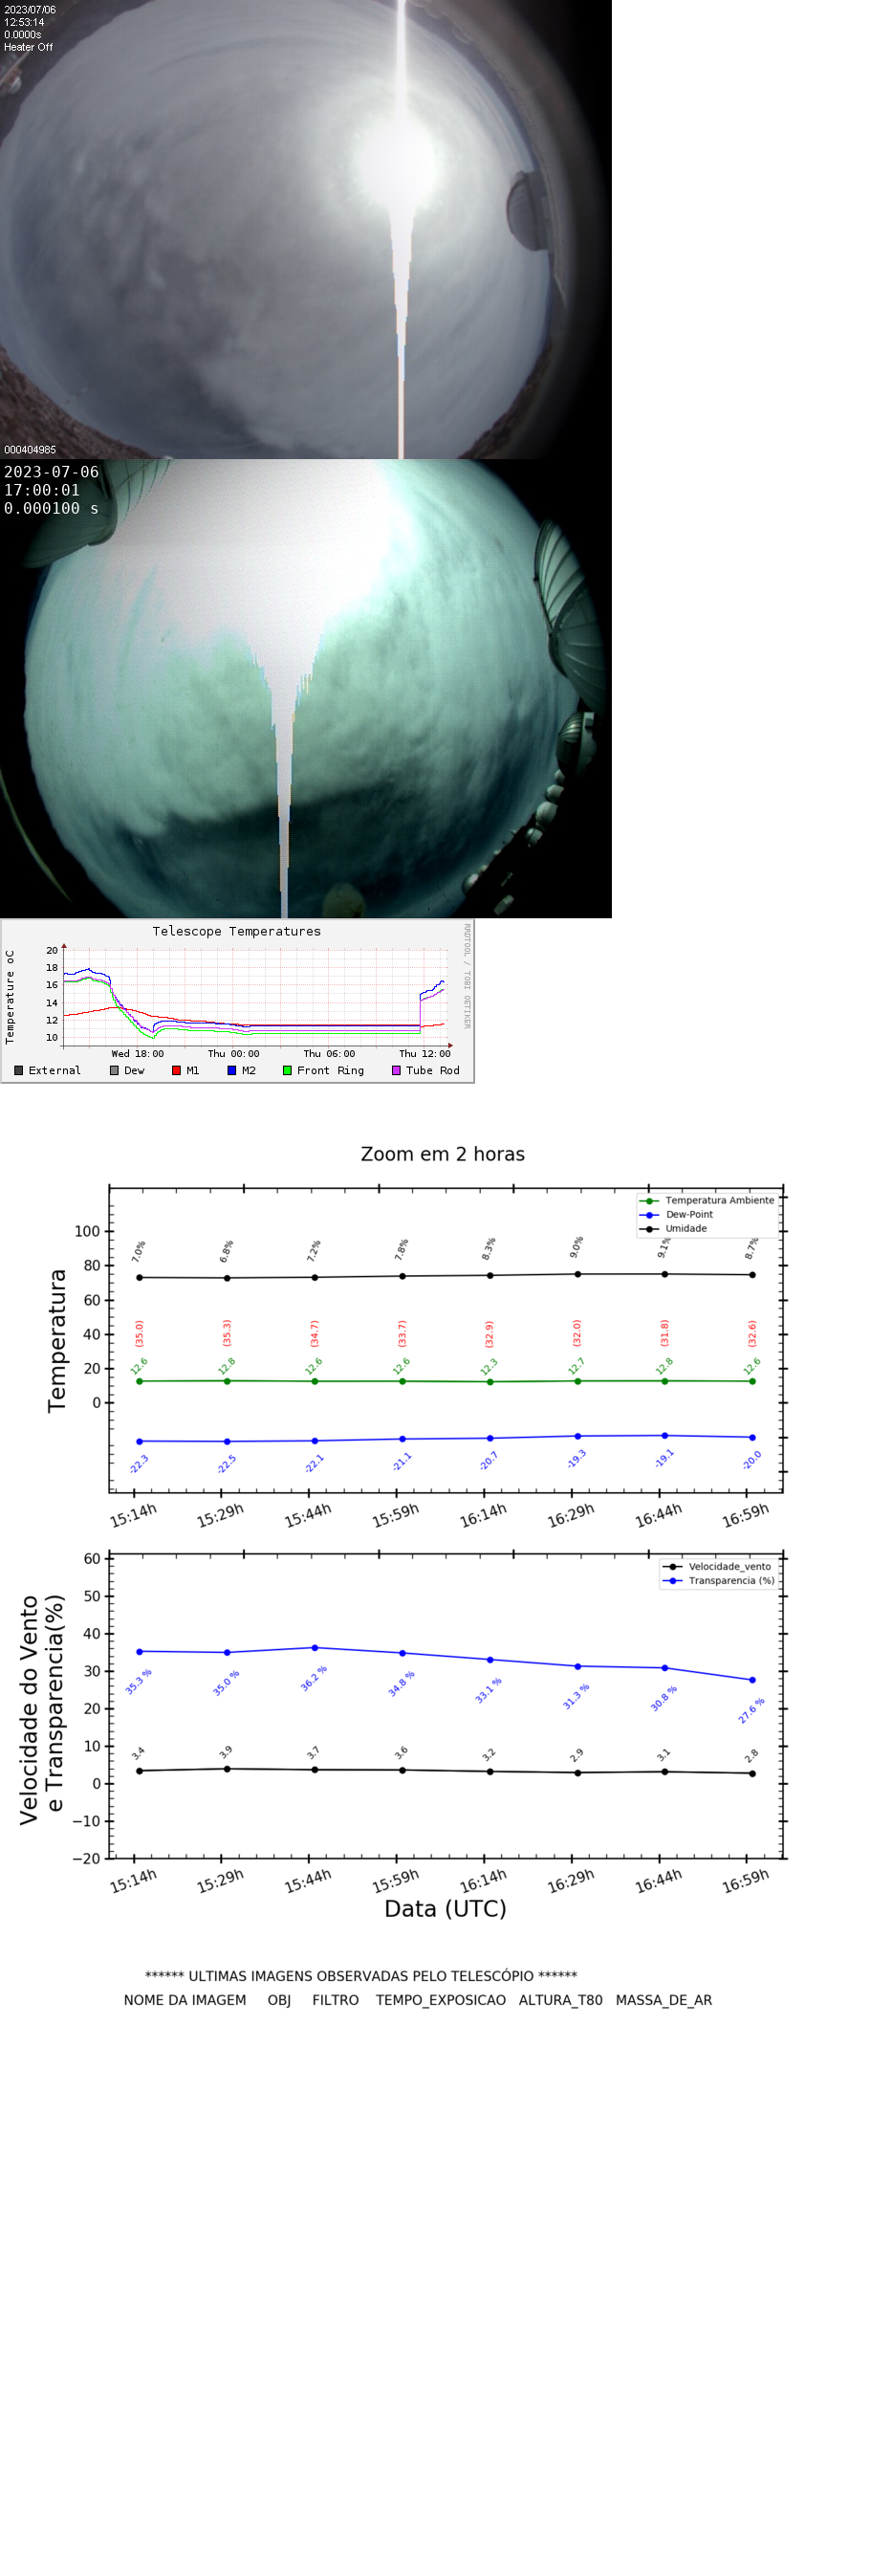 2023/07/06
12:53:14
0.0000s
Heater Off
000404985
2023-07-06
17:00:01
0.000100 s
Telescope Temperatures
RRDTOOL / TOBI OETIKER
Temperature oC
20
18
16
14
12
10
Wed 18:00 Thu 00:00 Thu 06:00 Thu 12:00
External Dew M1 M2 Front Ring Tube Rod
Zoom em 2 horas
Temperatura
Temperatura Ambiente
Dew-Point
Umidade
100
80
60
40
20
0
7.0% 6.8% 7.2% 7.8% 8.3% 9.0% 9.1% 8.7%
(35.0) (35.3) (34.7) (33.7) (32.9) (32.0) (31.8) (32.6)
12.6 12.8 12.6 12.6 12.3 12.7 12.8 12.6
-22.3 -22.5 -22.1 -21.1 -20.7 -19.3 -19.1 -20.0
15:14h 15:29h 15:44h 15:59h 16:14h 16:29h 16:44h 16:59h
Velocidade do Vento
e Transparencia(%)
Velocidade_vento
Transparencia (%)
60
50
40
30
20
10
0
−10
−20
35.3 % 35.0 % 36.2 % 34.8 % 33.1 % 31.3 % 30.8 % 27.6 %
3.4 3.9 3.7 3.6 3.2 2.9 3.1 2.8
15:14h 15:29h 15:44h 15:59h 16:14h 16:29h 16:44h 16:59h
Data (UTC)
****** ULTIMAS IMAGENS OBSERVADAS PELO TELESCÓPIO ******
NOME DA IMAGEM OBJ FILTRO TEMPO_EXPOSICAO ALTURA_T80 MASSA_DE_AR